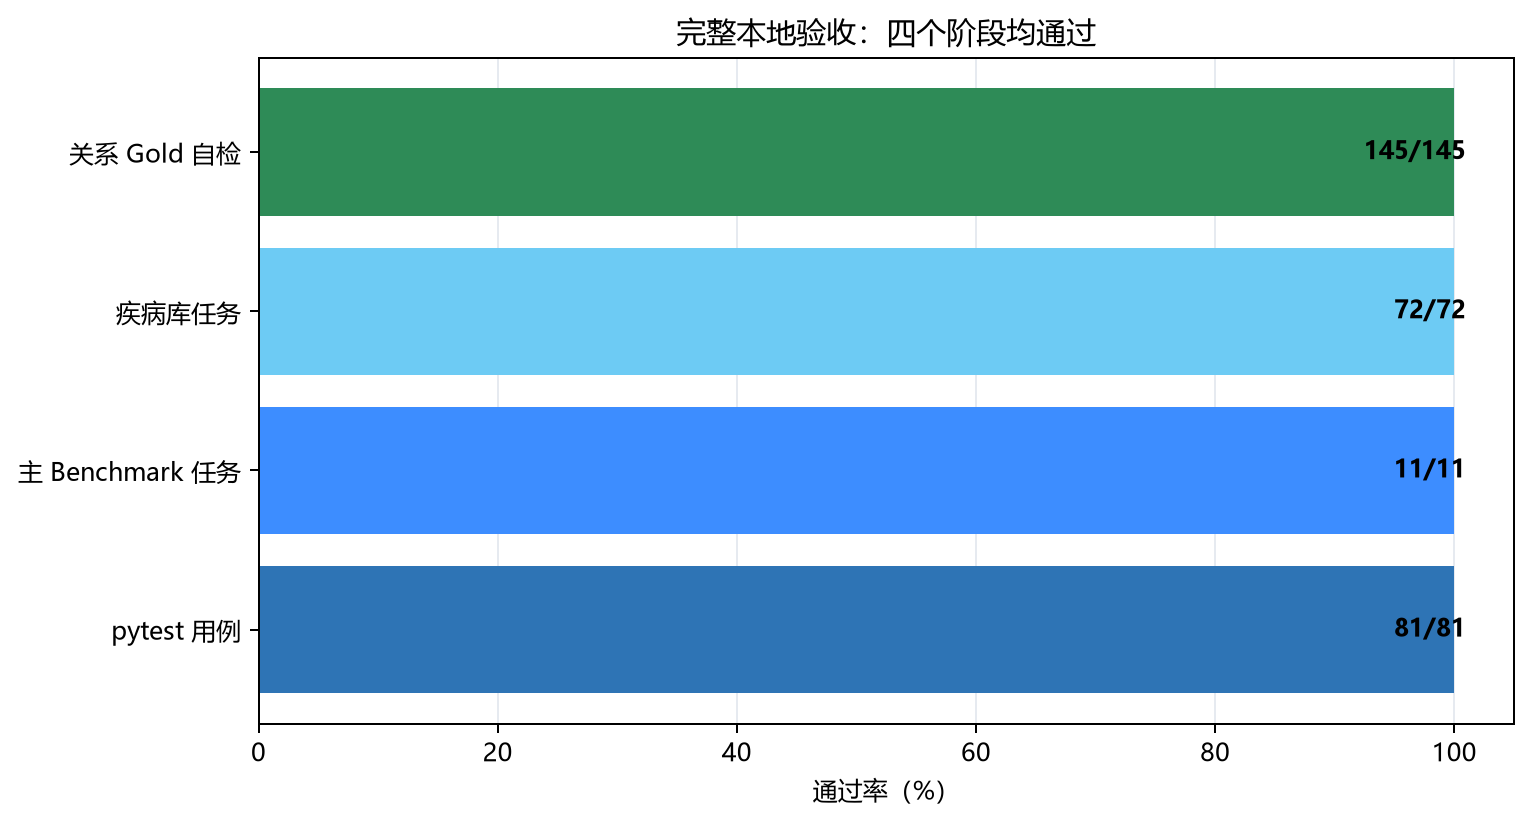 完整本地验收：四个阶段均通过
关系 Gold 自检
145/145
疾病库任务
72/72
主 Benchmark 任务
11/11
pytest 用例
81/81
0 20 40 60 80 100
通过率（%）